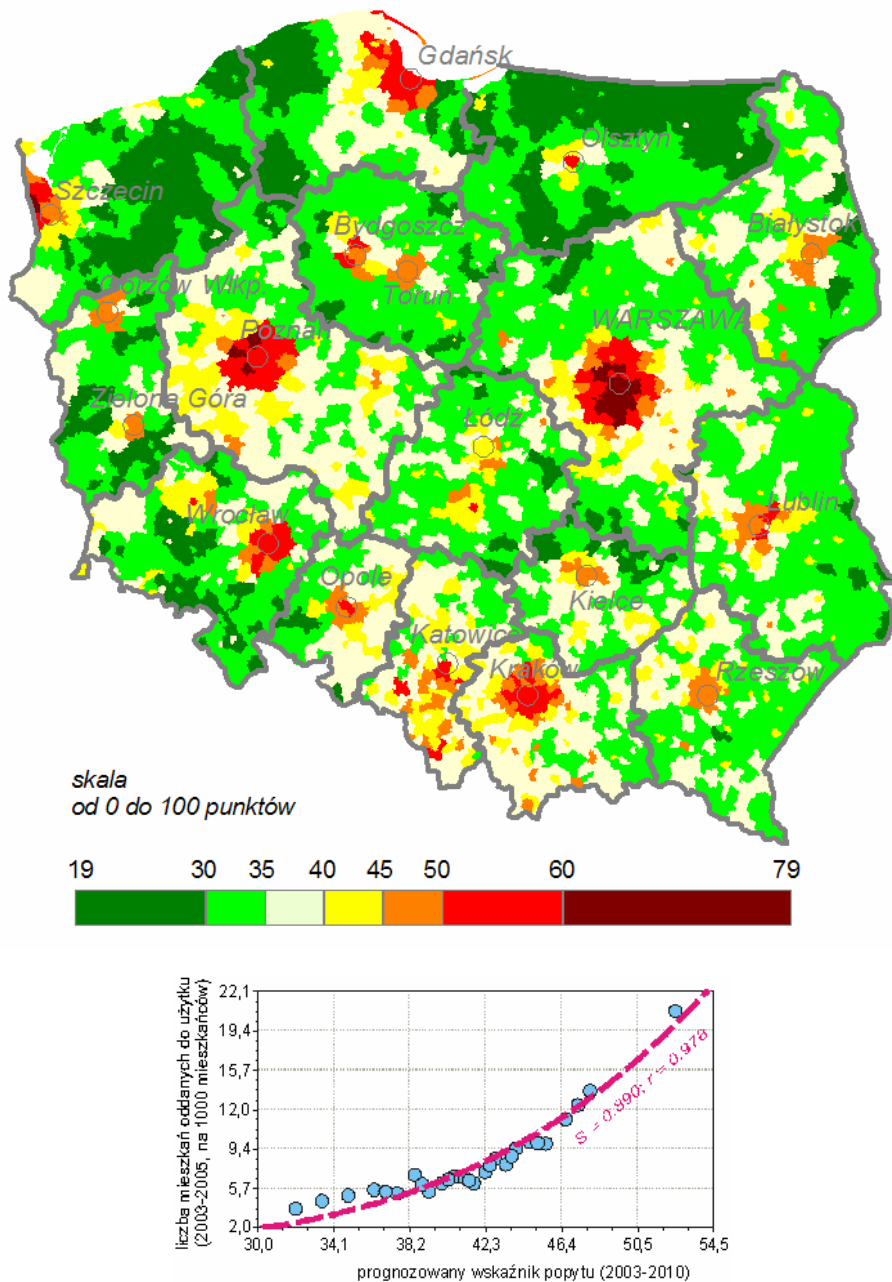 Gdańsk
Olsztyn
Szczecin
Bydgoszcz
Białystok
Toruń
Gorzów Wlkp.
WARSZAWA
Poznań
Zielona Góra
Łódź
Lublin
Wrocław
Opole
Kielce
Katowice
Kraków
Rzeszów
skala
od 0 do 100 punktów
19 30 35 40 45 50 60 79
liczba mieszkań oddanych do użytku
(2003-2005, na 1000 mieszkańców)
22,1
19,4
15,7
12,0
9,4
5,7
2,0
S = 0.890; r = 0.978
30,0 34,1 38,2 42,3 46,4 50,5 54,5
prognozowany wskaźnik popytu (2003-2010)